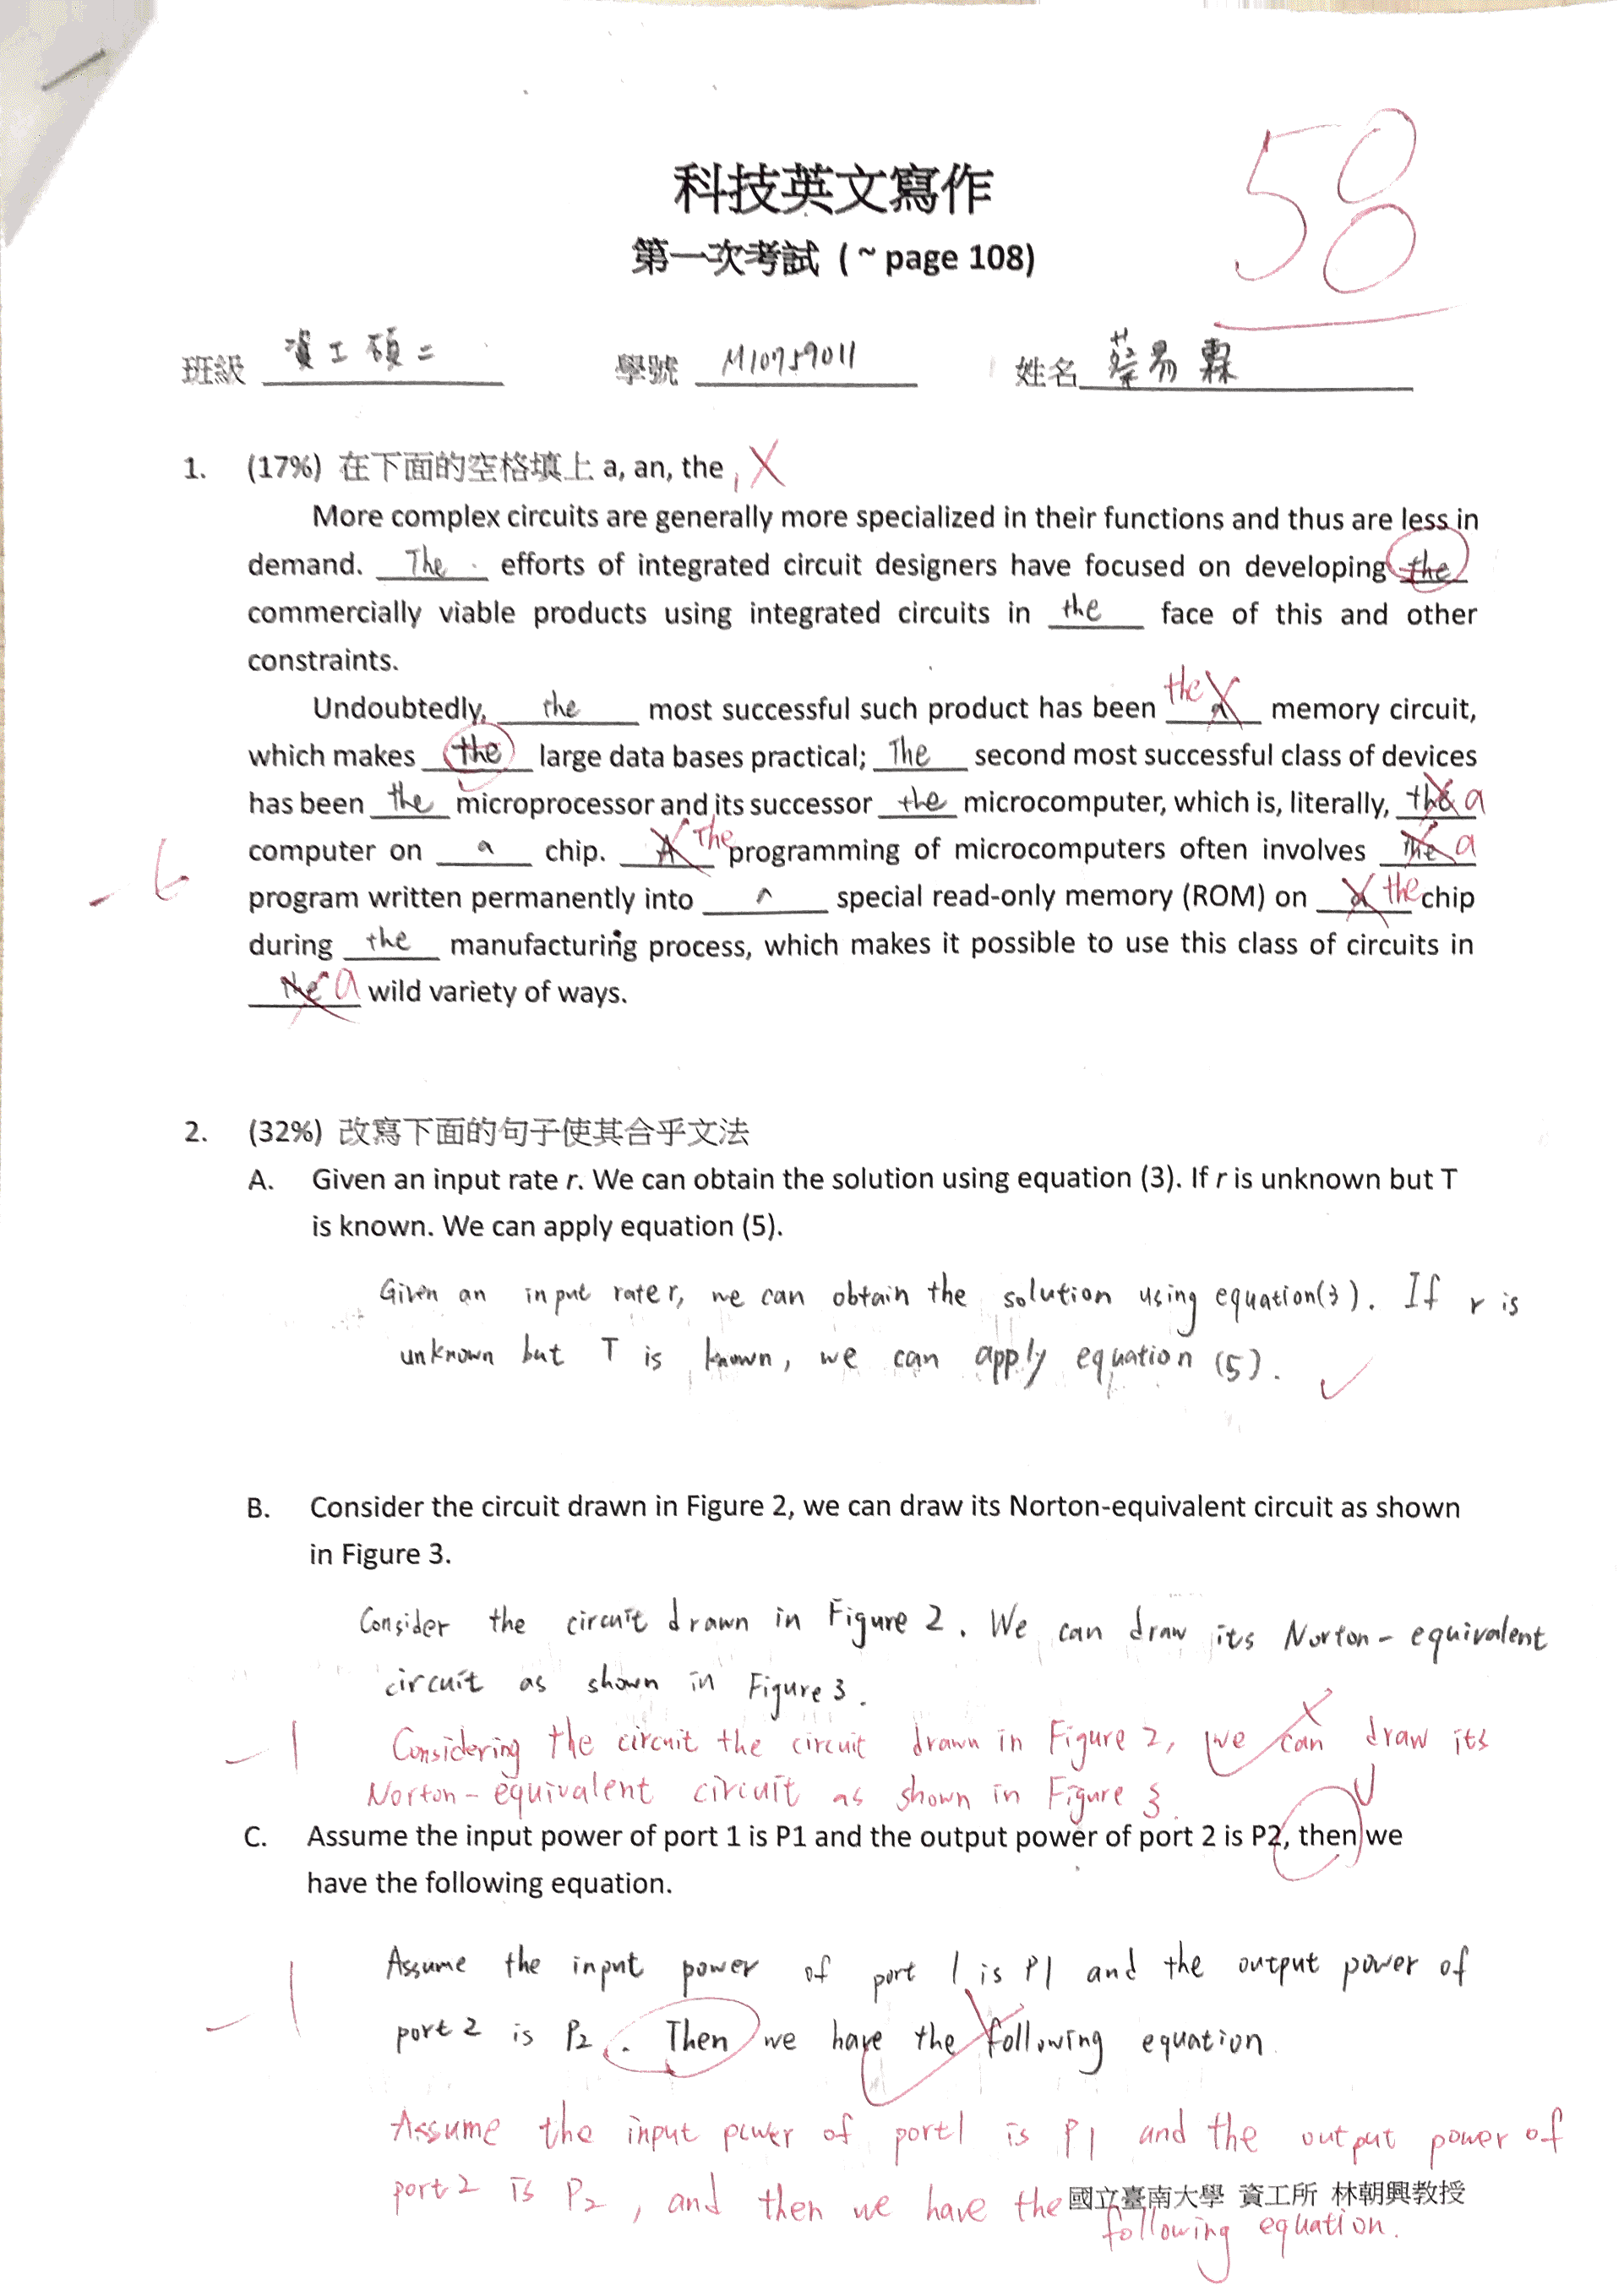 58
科技英文寫作
第一次考試 ( ~ page 108)
班級 資工碩二 學號 M10759011 姓名 蔡易霖
1. (17%) 在下面的空格填上 a, an, the , X
More complex circuits are generally more specialized in their functions and thus are less in
demand. The efforts of integrated circuit designers have focused on developing the
commercially viable products using integrated circuits in the face of this and other
constraints.
Undoubtedly, the most successful such product has been a the memory circuit,
which makes the large data bases practical; The second most successful class of devices
has been the microprocessor and its successor the microcomputer, which is, literally, the a
computer on a chip. A The programming of microcomputers often involves the a
-6
program written permanently into a special read-only memory (ROM) on a the chip
during the manufacturing process, which makes it possible to use this class of circuits in
the a wild variety of ways.
2. (32%) 改寫下面的句子使其合乎文法
A. Given an input rate r. We can obtain the solution using equation (3). If r is unknown but T
is known. We can apply equation (5).
Given an input rate r, we can obtain the solution using equation(3). If r is
unknown but T is known, we can apply equation (5).
B. Consider the circuit drawn in Figure 2, we can draw its Norton-equivalent circuit as shown
in Figure 3.
Consider the circuit drawn in Figure 2. We can draw its Norton-equivalent
circuit as shown in Figure 3.
-1 Considering the circuit the circuit drawn in Figure 2, we can draw its
Norton-equivalent circuit as shown in Figure 3.
C. Assume the input power of port 1 is P1 and the output power of port 2 is P2, then we
have the following equation.
Assume the input power of port 1 is P1 and the output power of
-1
port 2 is P2. Then we have the following equation
Assume the input power of port1 is P1 and the output power of
port 2 is P2, and then we have the
following equation.
國立臺南大學 資工所 林朝興教授